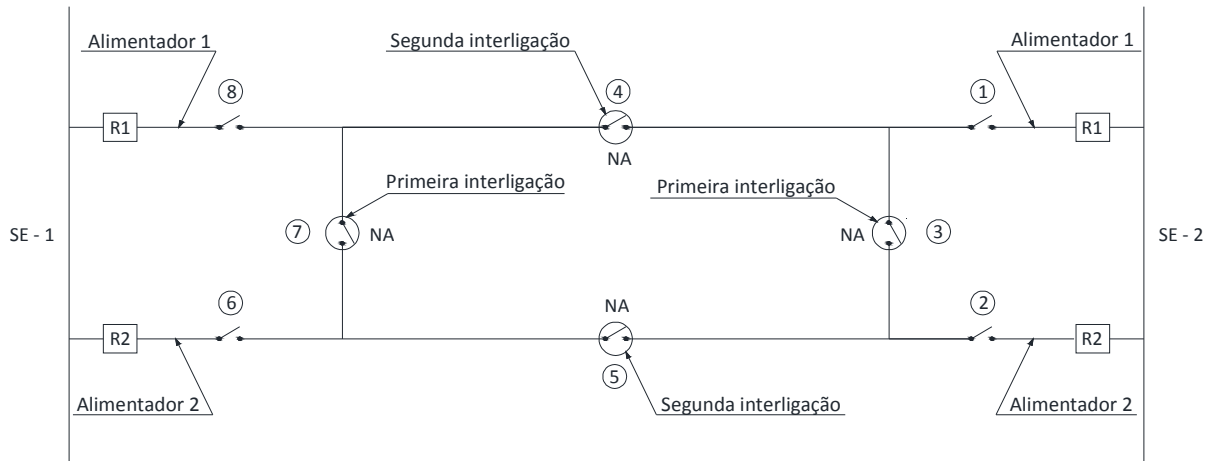 Alimentador 1
Segunda interligação
Alimentador 1
8
4
1
R1
R1
NA
Primeira interligação
Primeira interligação
SE - 1
7
NA
NA
3
SE - 2
6
NA
2
R2
R2
5
Alimentador 2
Segunda interligação
Alimentador 2